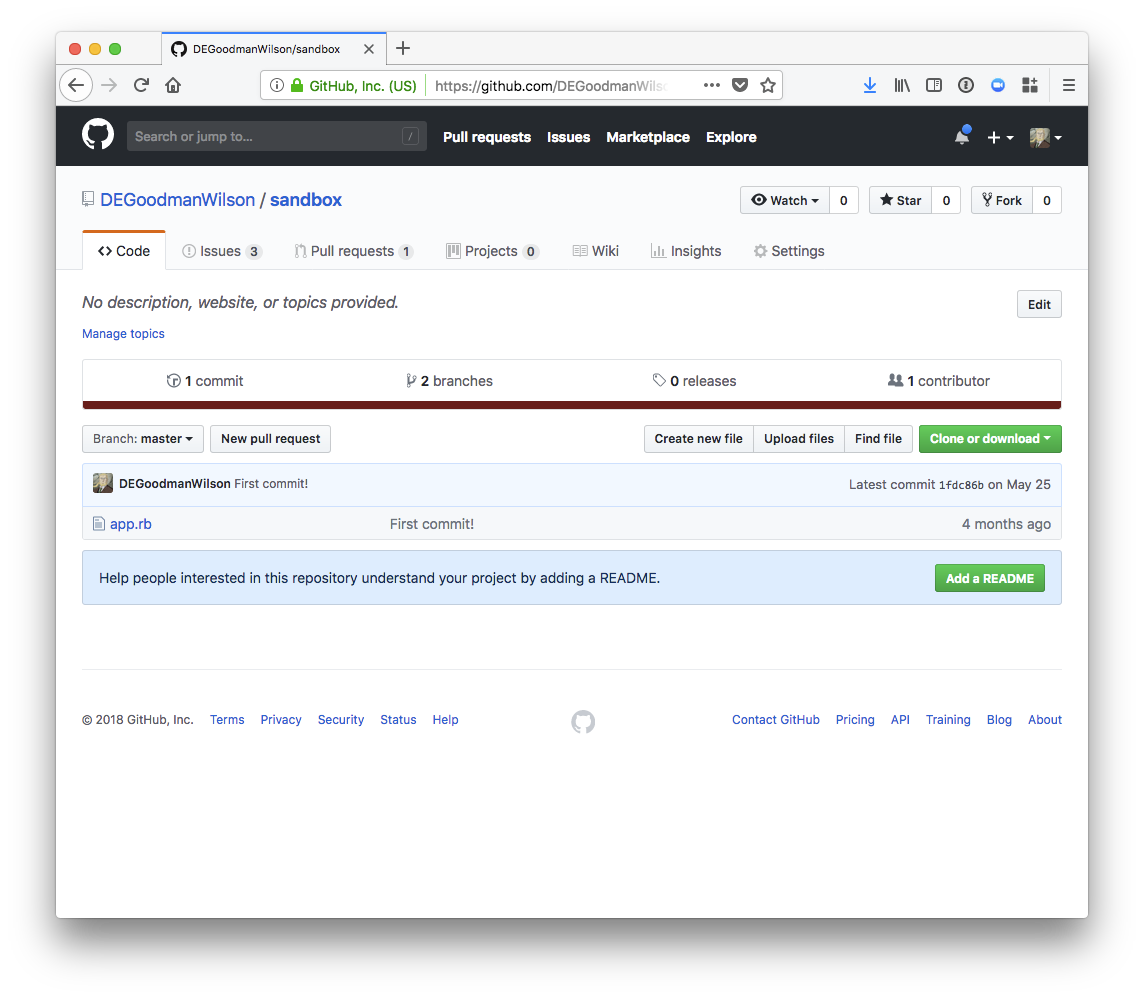 DEGoodmanWilson/sandbox
GitHub, Inc. (US) https://github.com/DEGoodmanWilso
Search or jump to... / Pull requests Issues Marketplace Explore
DEGoodmanWilson / sandbox Watch 0 Star 0 Fork 0
Code Issues 3 Pull requests 1 Projects 0 Wiki Insights Settings
No description, website, or topics provided. Edit
Manage topics
1 commit 2 branches 0 releases 1 contributor
Branch: master New pull request Create new file Upload files Find file Clone or download
DEGoodmanWilson First commit! Latest commit 1fdc86b on May 25
app.rb First commit! 4 months ago
Help people interested in this repository understand your project by adding a README. Add a README
© 2018 GitHub, Inc. Terms Privacy Security Status Help Contact GitHub Pricing API Training Blog About